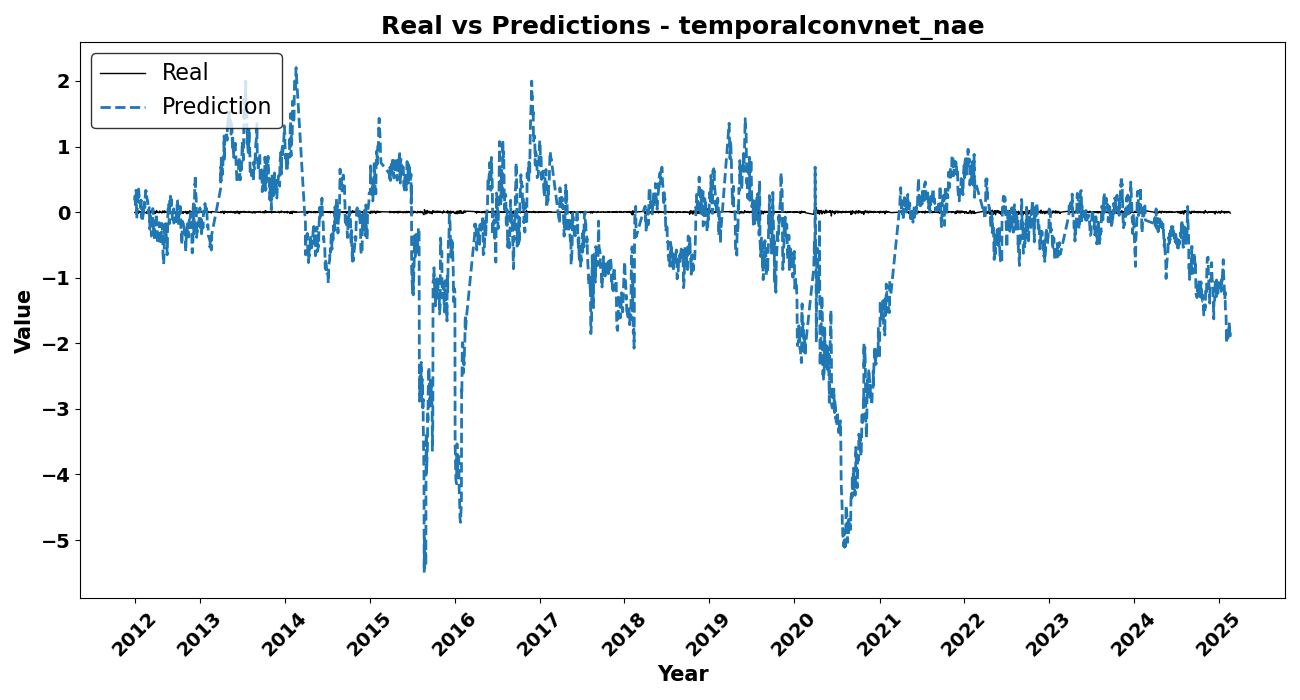 Real vs Predictions - temporalconvnet_nae
Real
Prediction
2
1
0
−1
−2
−3
−4
−5
Value
2012 2013 2014 2015 2016 2017 2018 2019 2020 2021 2022 2023 2024 2025
Year